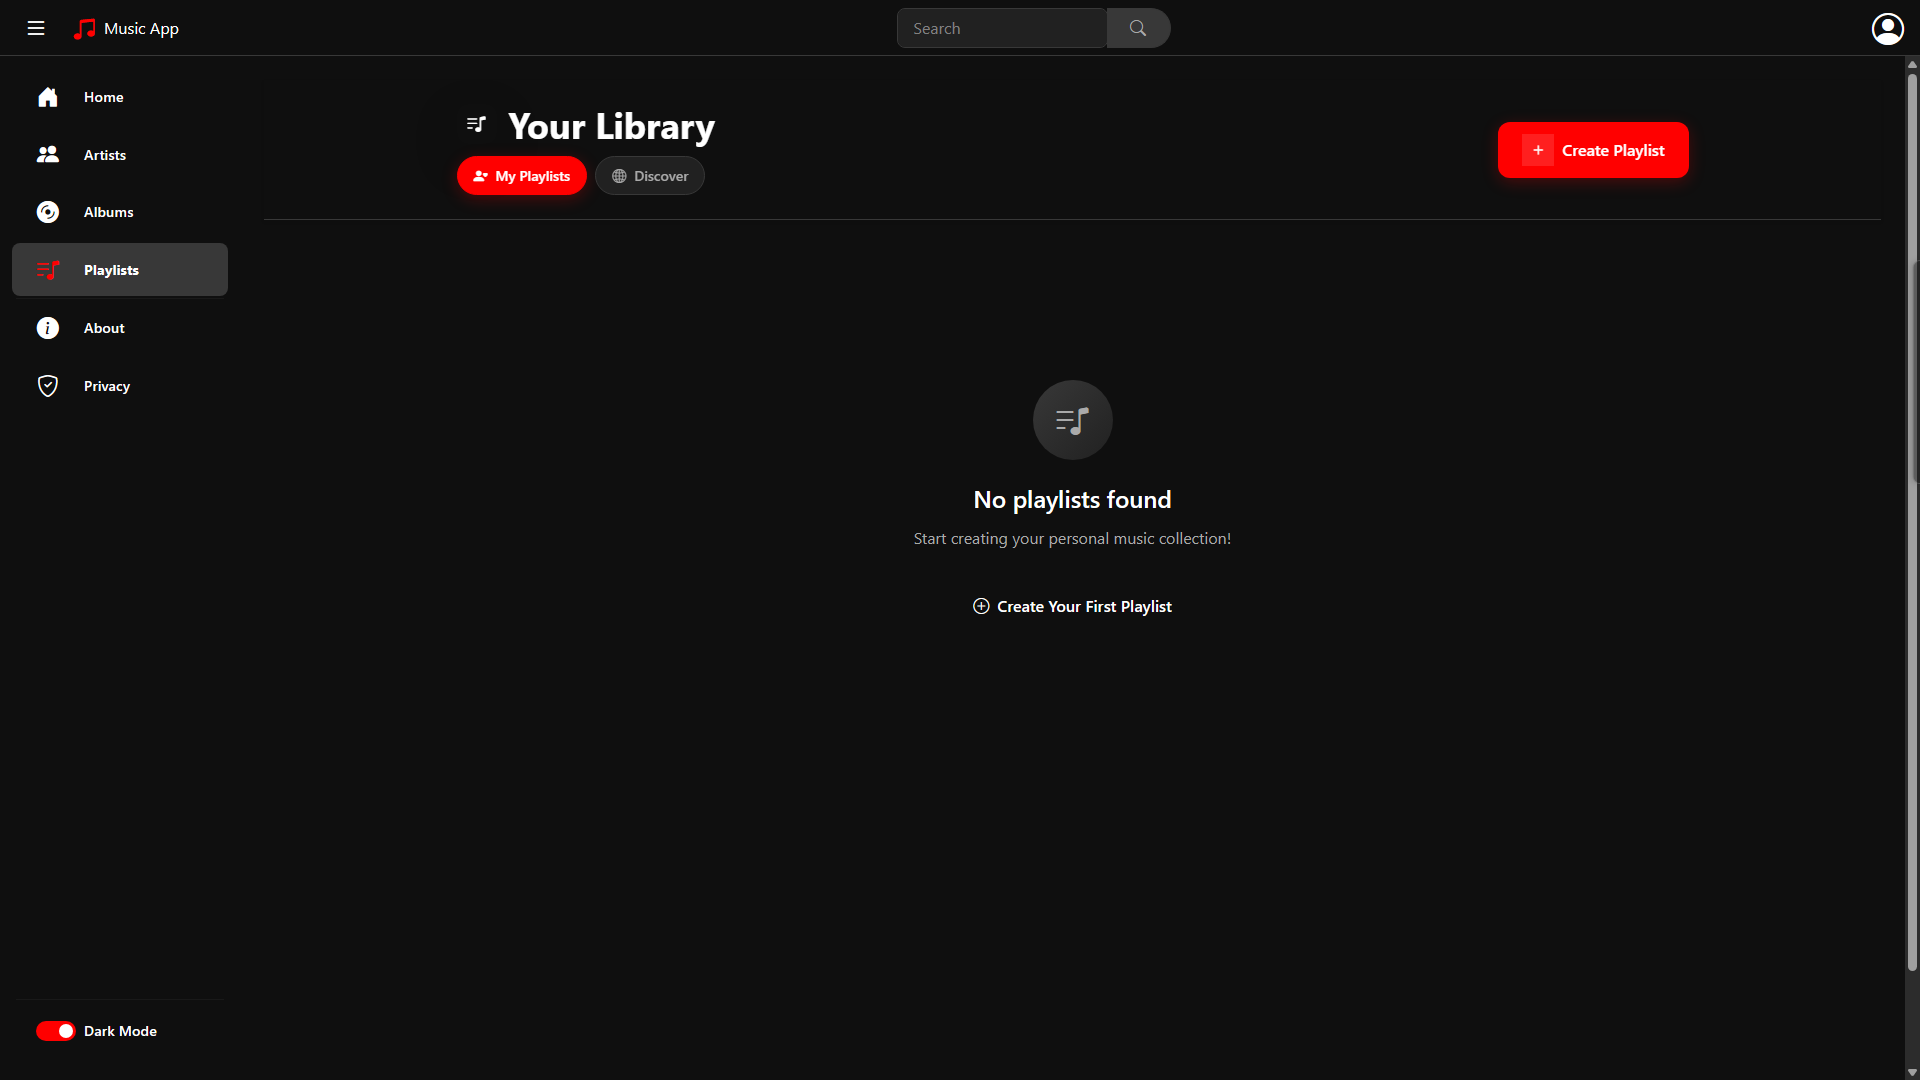 Music App
Search
Home
Artists
Albums
Playlists
About
Privacy
Dark Mode
Your Library
My Playlists
Discover
Create Playlist
No playlists found
Start creating your personal music collection!
Create Your First Playlist